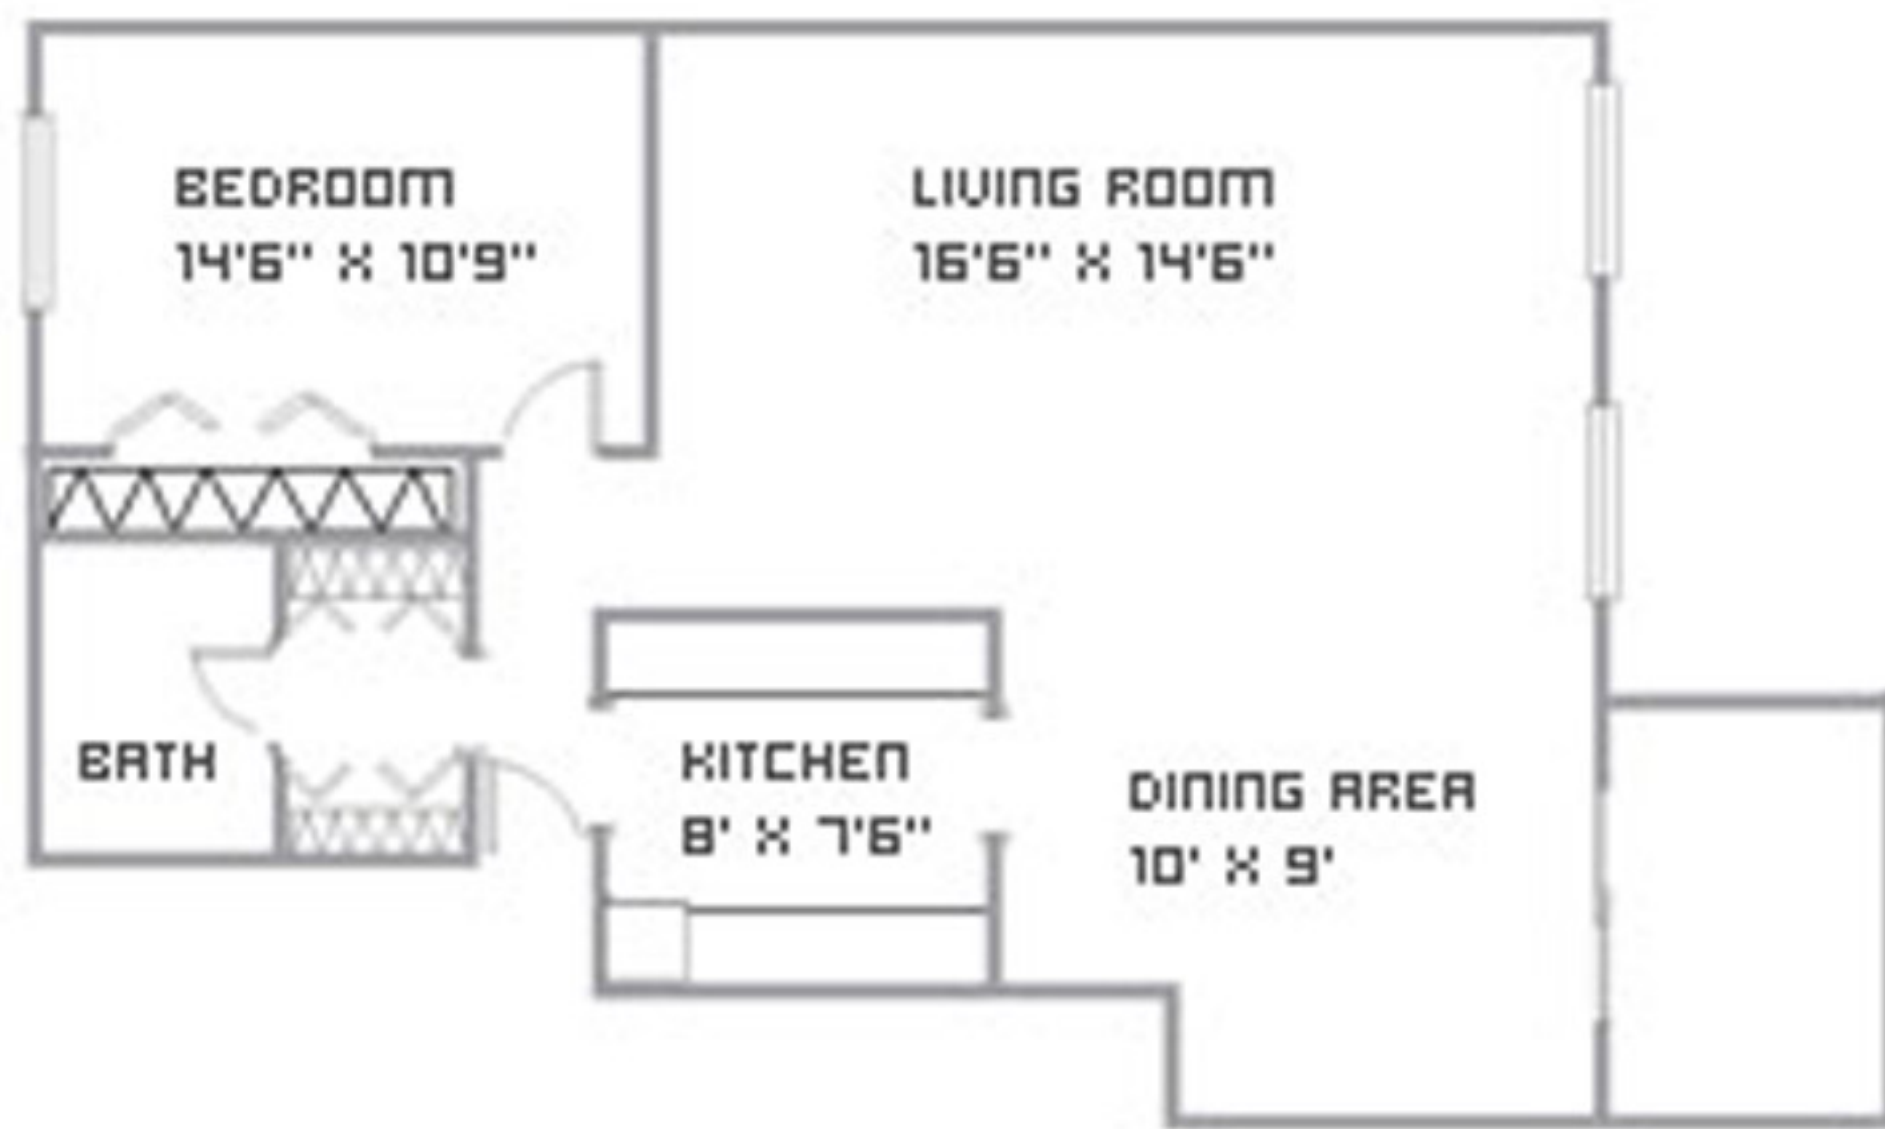 BEDROOM
14'6" X 10'9"
LIVING ROOM
16'6" X 14'6"
BATH
KITCHEN
8' X 7'6"
DINING AREA
10' X 9'